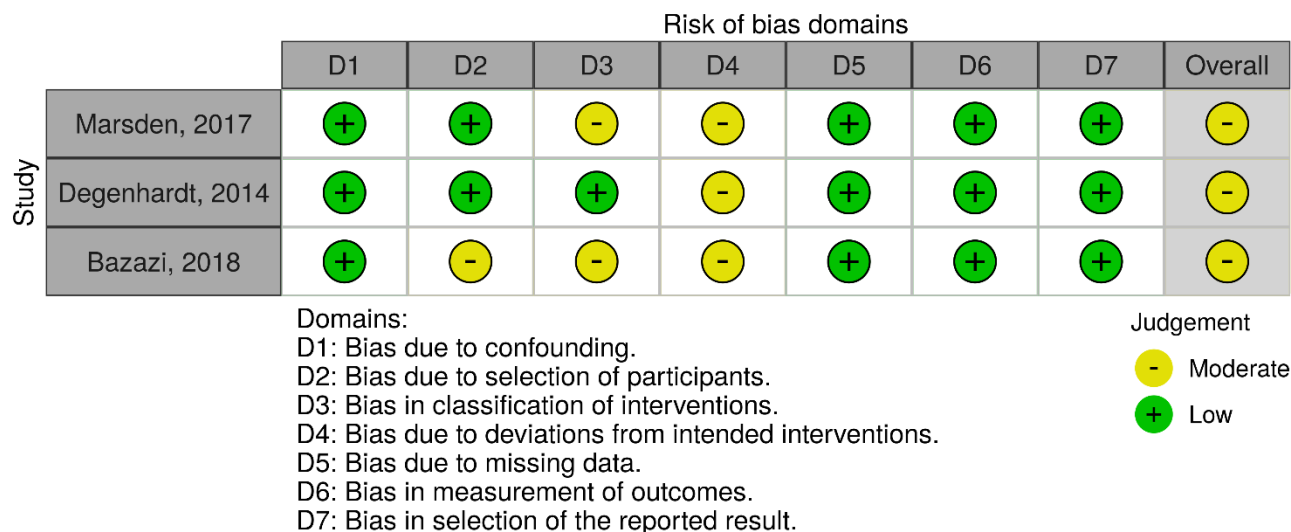 Risk of bias domains
D1 D2 D3 D4 D5 D6 D7 Overall
Study
Marsden, 2017 + + - - + + + -
Degenhardt, 2014 + + + - + + + -
Bazazi, 2018 + - - - + + + -
Domains:
D1: Bias due to confounding.
D2: Bias due to selection of participants.
D3: Bias in classification of interventions.
D4: Bias due to deviations from intended interventions.
D5: Bias due to missing data.
D6: Bias in measurement of outcomes.
D7: Bias in selection of the reported result.
Judgement
- Moderate
+ Low